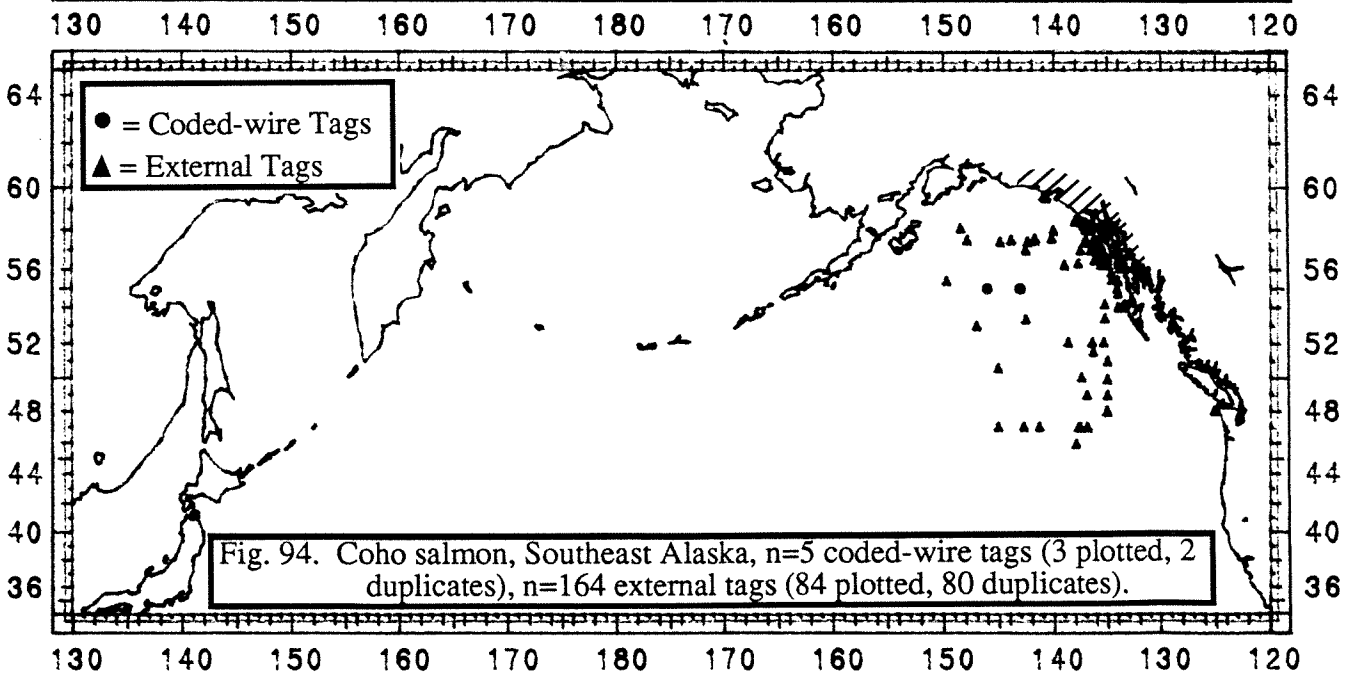 130 140 150 160 170 180 170 160 150 140 130 120
64 64
● = Coded-wire Tags
▲ = External Tags
60 60
56 56
52 52
48 48
44 44
40 40
Fig. 94. Coho salmon, Southeast Alaska, n=5 coded-wire tags (3 plotted, 2
duplicates), n=164 external tags (84 plotted, 80 duplicates).
36 36
130 140 150 160 170 180 170 160 150 140 130 120